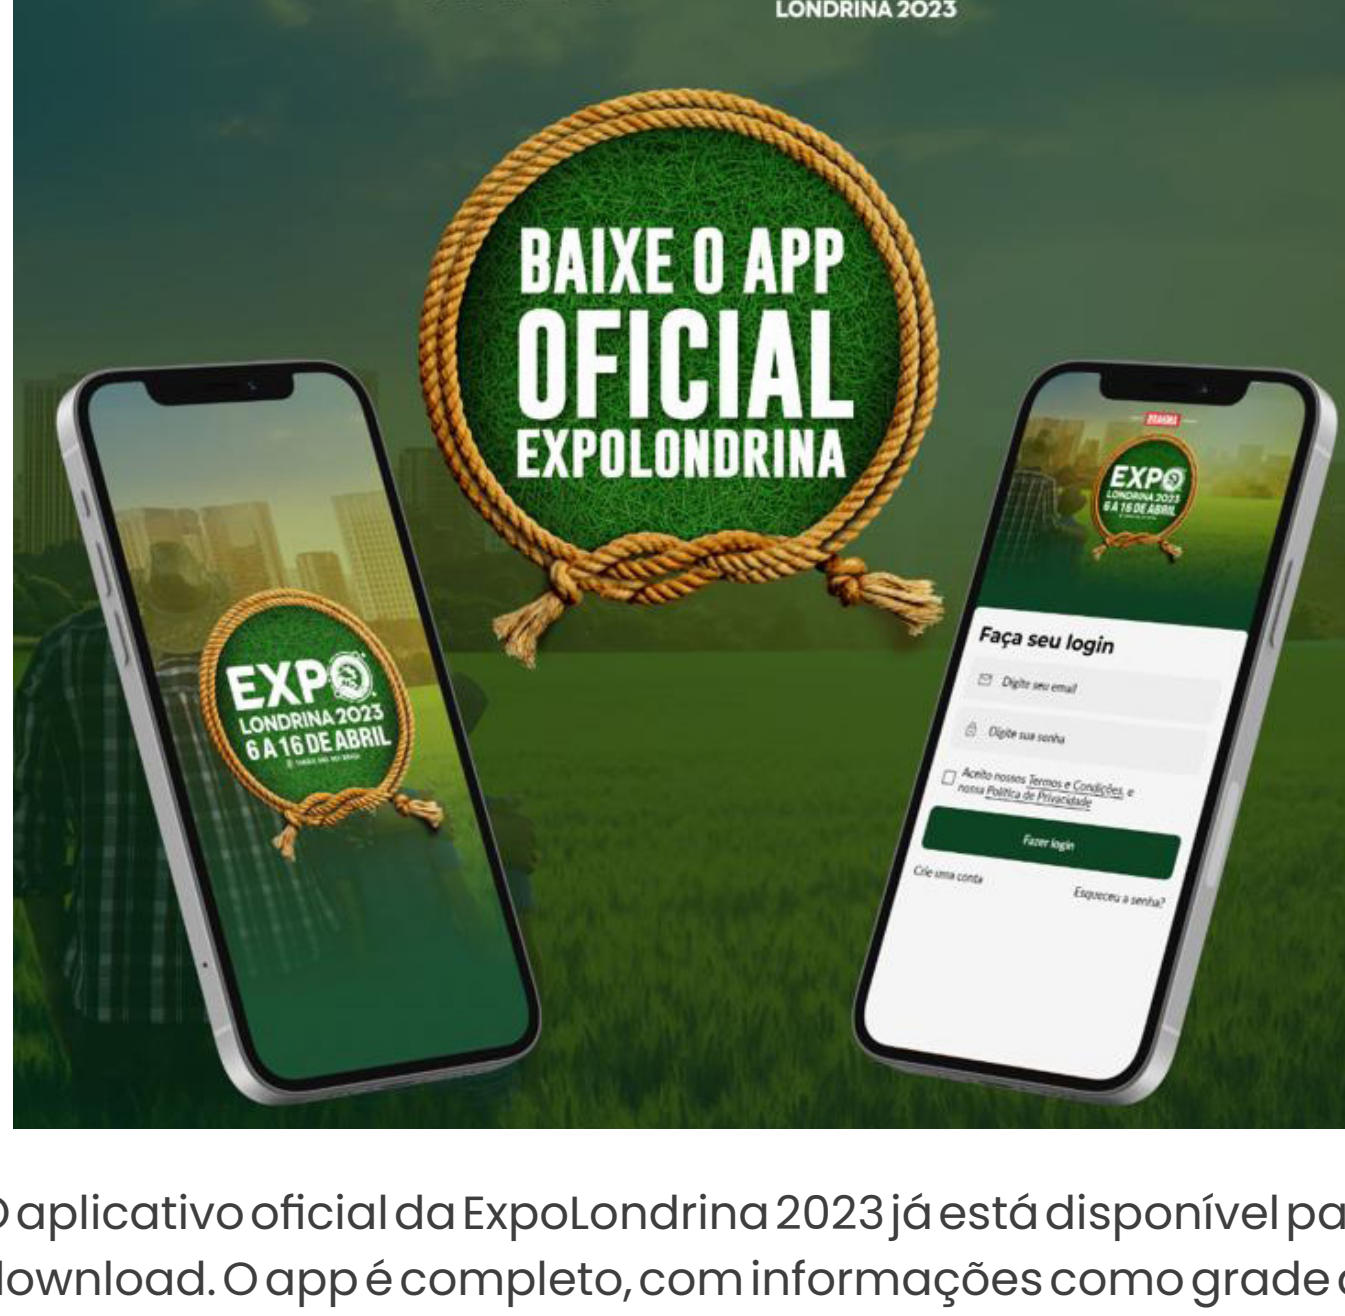 LONDRINA 2023
BAIXE O APP
OFICIAL
EXPOLONDRINA
EXPO
LONDRINA 2023
6 A 16 DE ABRIL
EXPO
LONDRINA 2023
6 A 16 DE ABRIL
Faça seu login
Digite seu email
Digite sua senha
Aceito nossos Termos e Condições, e
nossa Política de Privacidade
Fazer login
Crie uma conta
Esqueceu a senha?
O aplicativo oficial da ExpoLondrina 2023 já está disponível pa
download. O app é completo, com informações como grade d